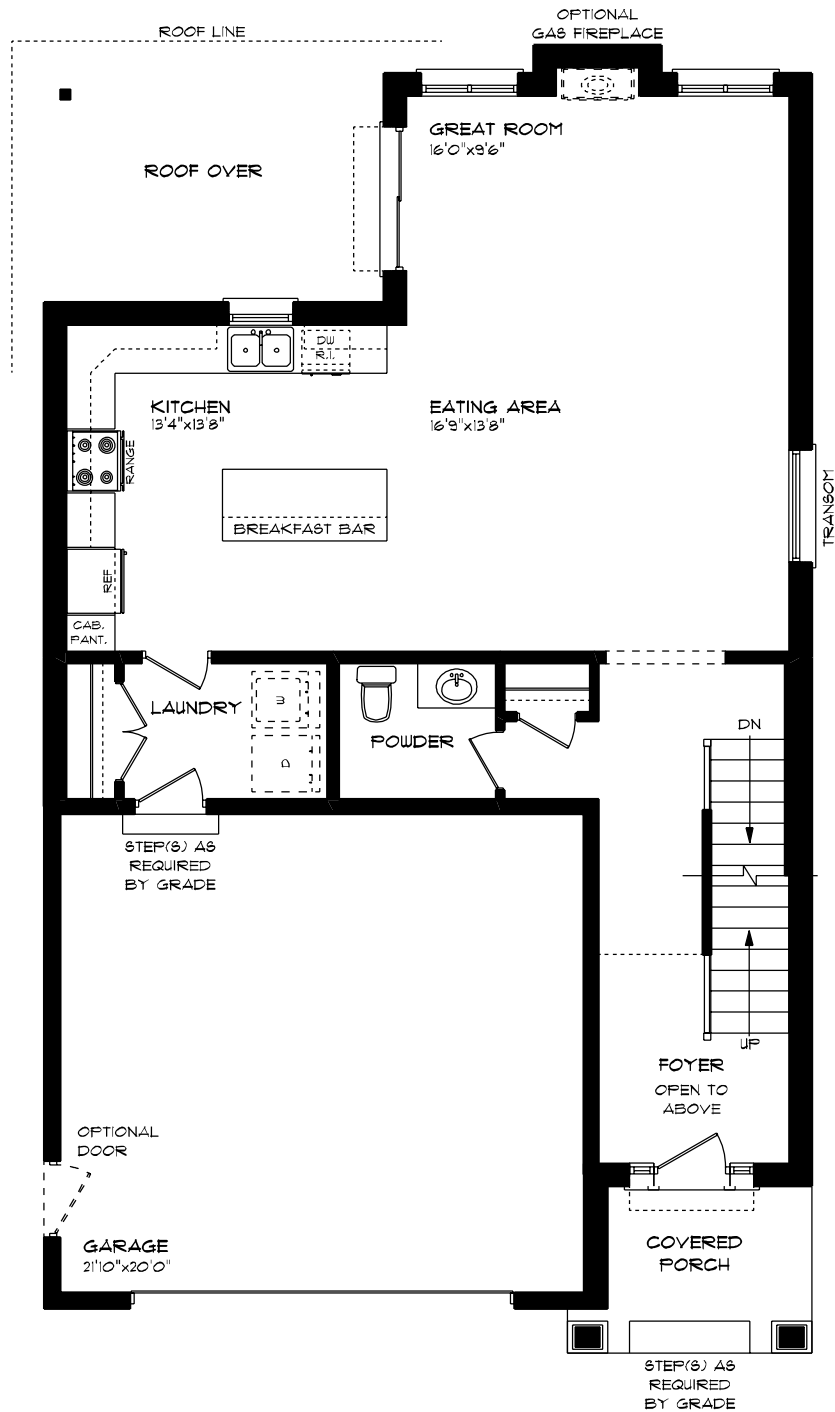 ROOF LINE
OPTIONAL
GAS FIREPLACE
GREAT ROOM
16'0"x9'6"
ROOF OVER
DW
R.I.
KITCHEN
13'4"x13'8"
EATING AREA
16'9"x13'8"
RANGE
TRANSOM
BREAKFAST BAR
REF
CAB.
PANT.
LAUNDRY
W
D
POWDER
DN
STEP(S) AS
REQUIRED
BY GRADE
UP
FOYER
OPEN TO
ABOVE
OPTIONAL
DOOR
GARAGE
21'10"x20'0"
COVERED
PORCH
STEP(S) AS
REQUIRED
BY GRADE